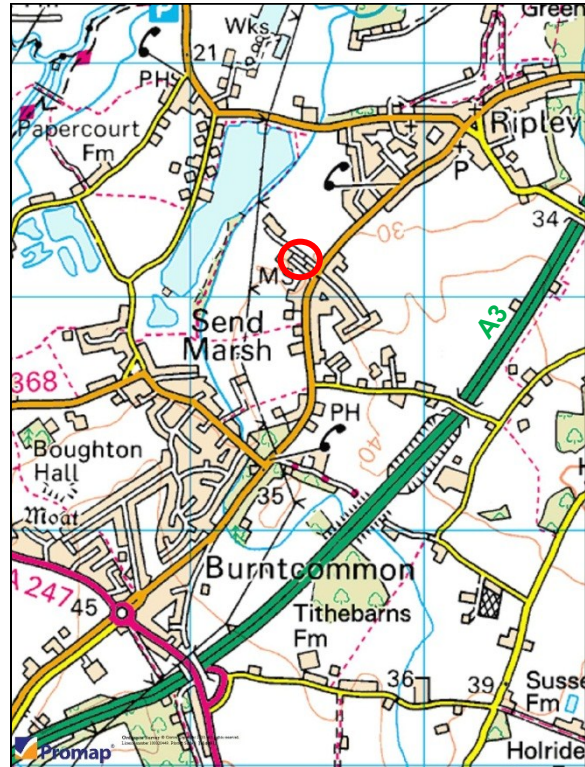 Wks
Green
21
PH
Papercourt
Fm
Ripley
P
34
30
MS
A3
Send
Marsh
368
PH
40
Boughton
Hall
35
Moat
Burntcommon
A 247
45
Tithebarns
Fm
36
39
Susse
Fm
Holride
Promap